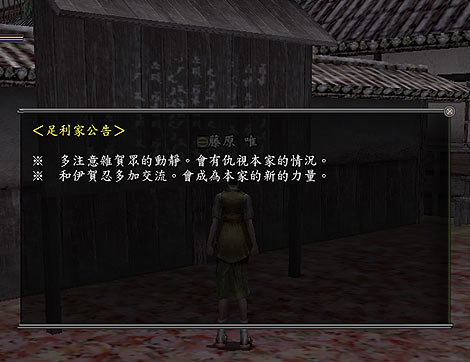 ＜足利家公告＞
藤原 唯
※ 多注意雜賀眾的動靜。會有仇視本家的情況。
※ 和伊賀忍多加交流。會成為本家的新的力量。